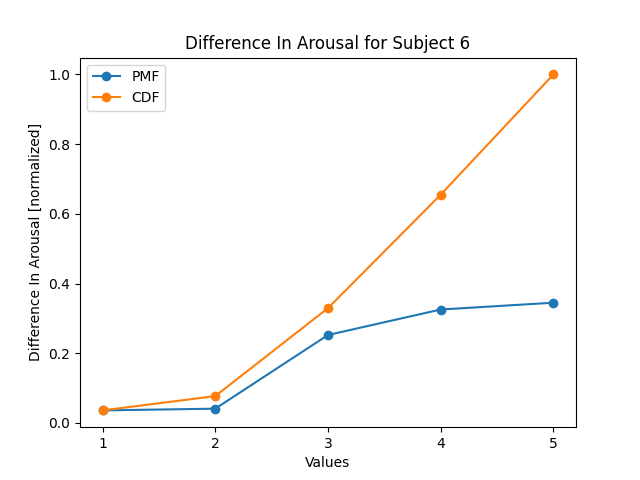 Difference In Arousal for Subject 6
PMF
CDF
Difference In Arousal [normalized]
1.0
0.8
0.6
0.4
0.2
0.0
1 2 3 4 5
Values